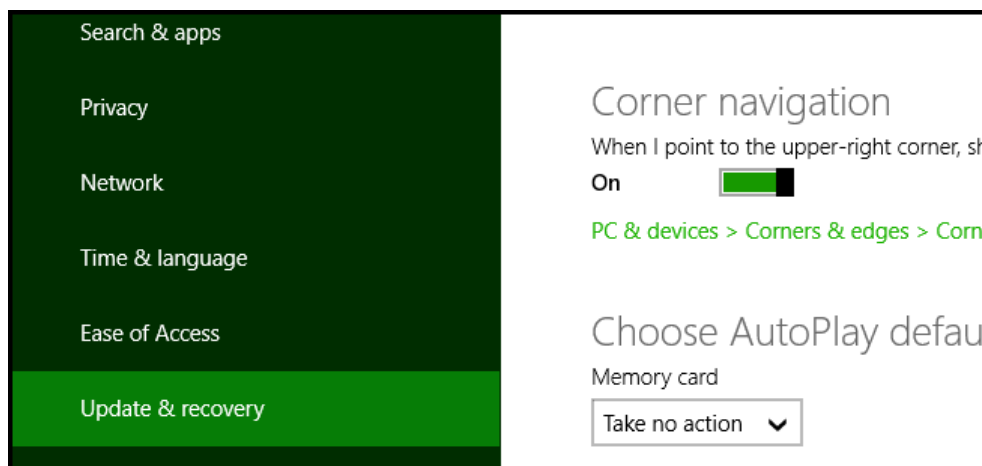 Search & apps
Privacy
Network
Time & language
Ease of Access
Update & recovery
Corner navigation
When I point to the upper-right corner, sh
On
PC & devices > Corners & edges > Corn
Choose AutoPlay defau
Memory card
Take no action